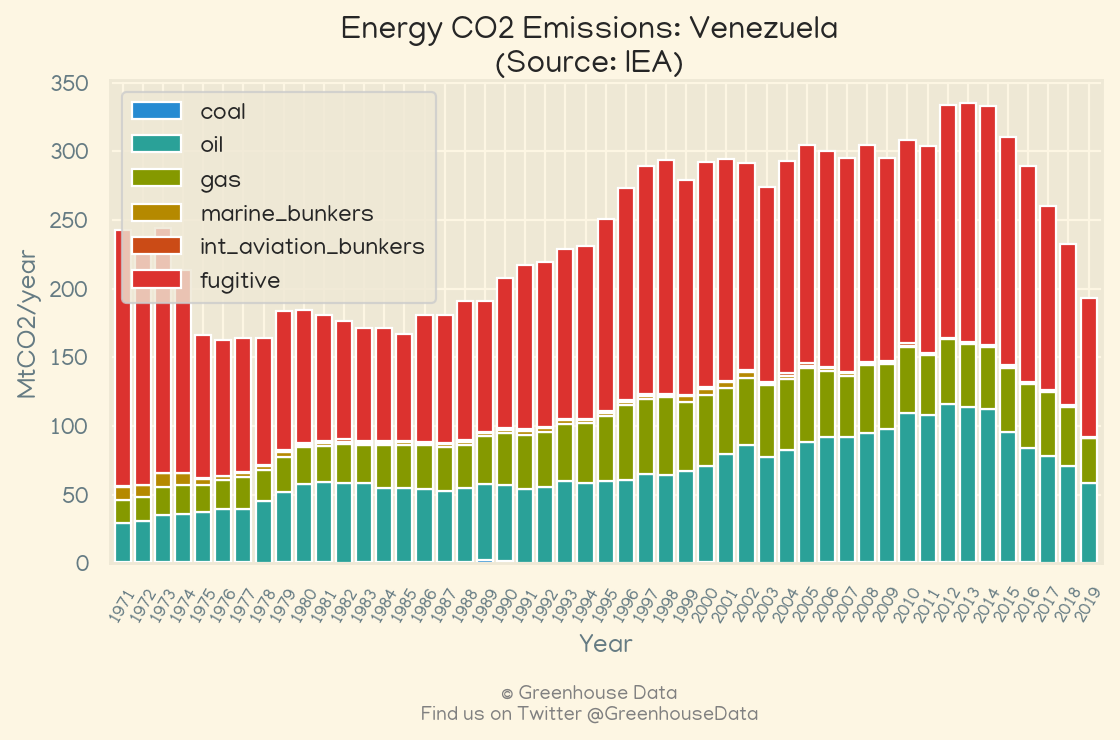 Energy CO2 Emissions: Venezuela
(Source: IEA)
MtCO2/year
350
300
250
200
150
100
50
0
coal
oil
gas
marine_bunkers
int_aviation_bunkers
fugitive
1971 1972 1973 1974 1975 1976 1977 1978 1979 1980 1981 1982 1983 1984 1985 1986 1987 1988 1989 1990 1991 1992 1993 1994 1995 1996 1997 1998 1999 2000 2001 2002 2003 2004 2005 2006 2007 2008 2009 2010 2011 2012 2013 2014 2015 2016 2017 2018 2019
Year
© Greenhouse Data
Find us on Twitter @GreenhouseData